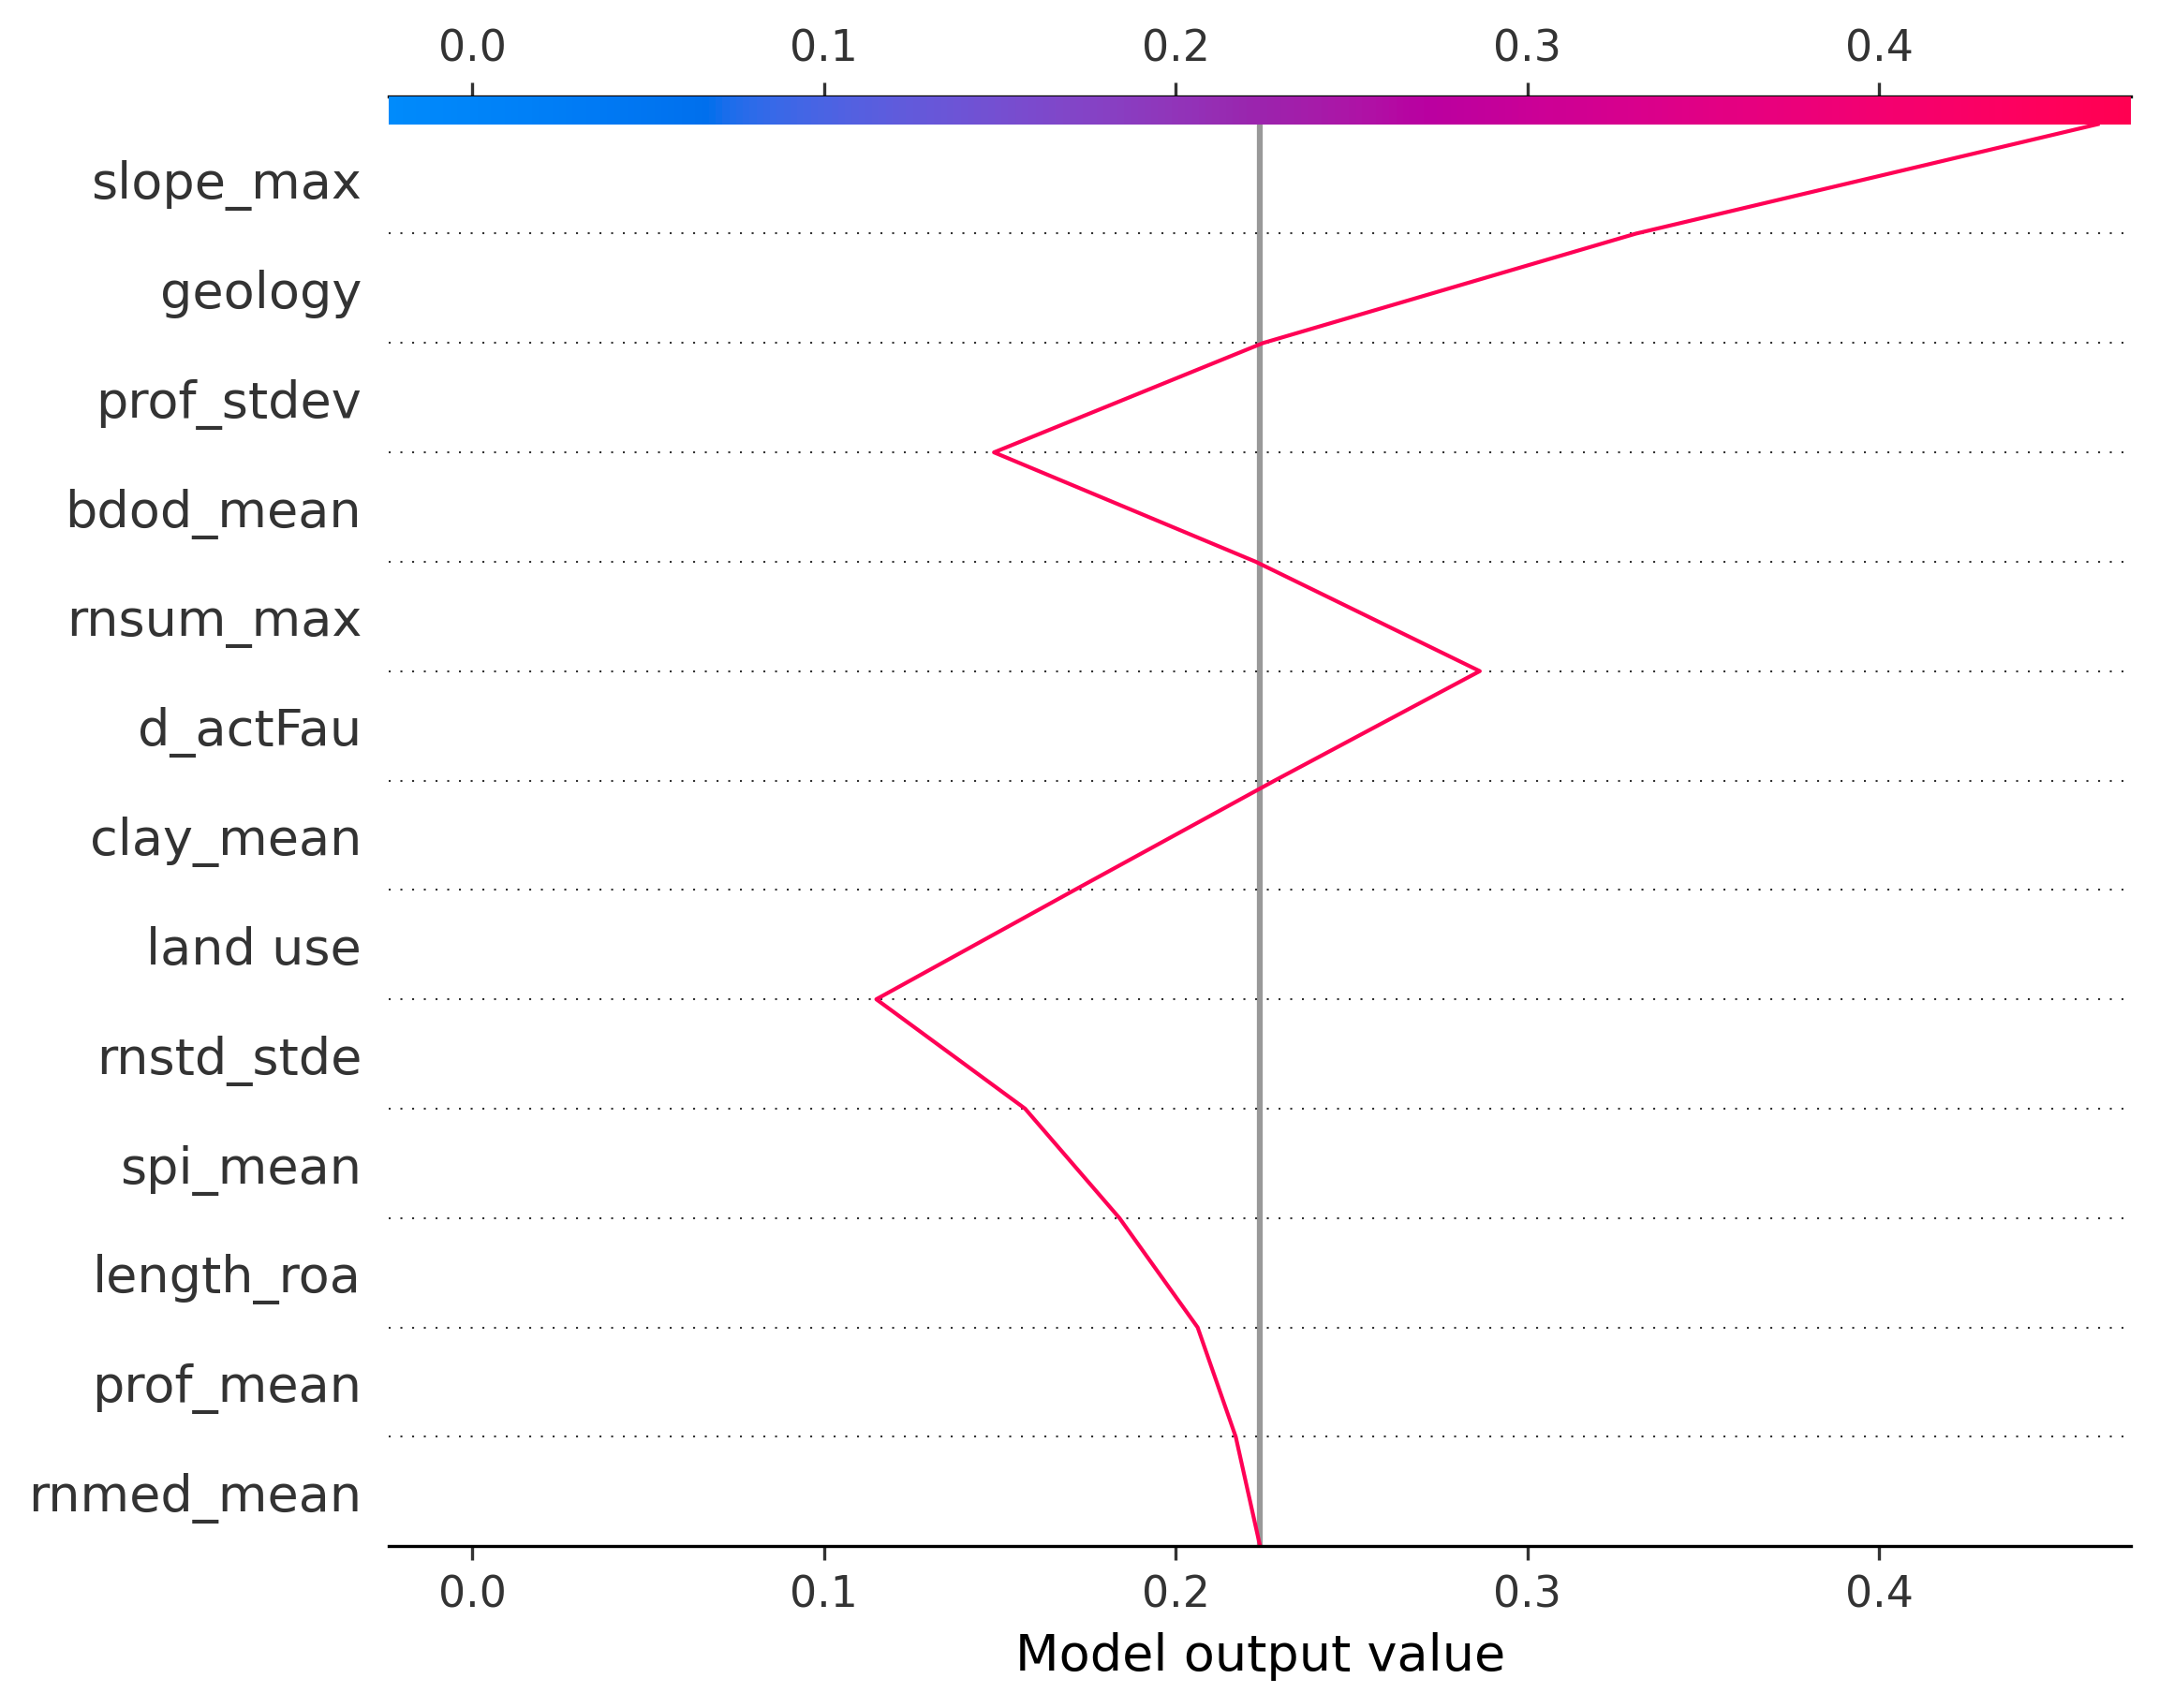 0.0 0.1 0.2 0.3 0.4
slope_max
geology
prof_stdev
bdod_mean
rnsum_max
d_actFau
clay_mean
land use
rnstd_stde
spi_mean
length_roa
prof_mean
rnmed_mean
0.0 0.1 0.2 0.3 0.4
Model output value